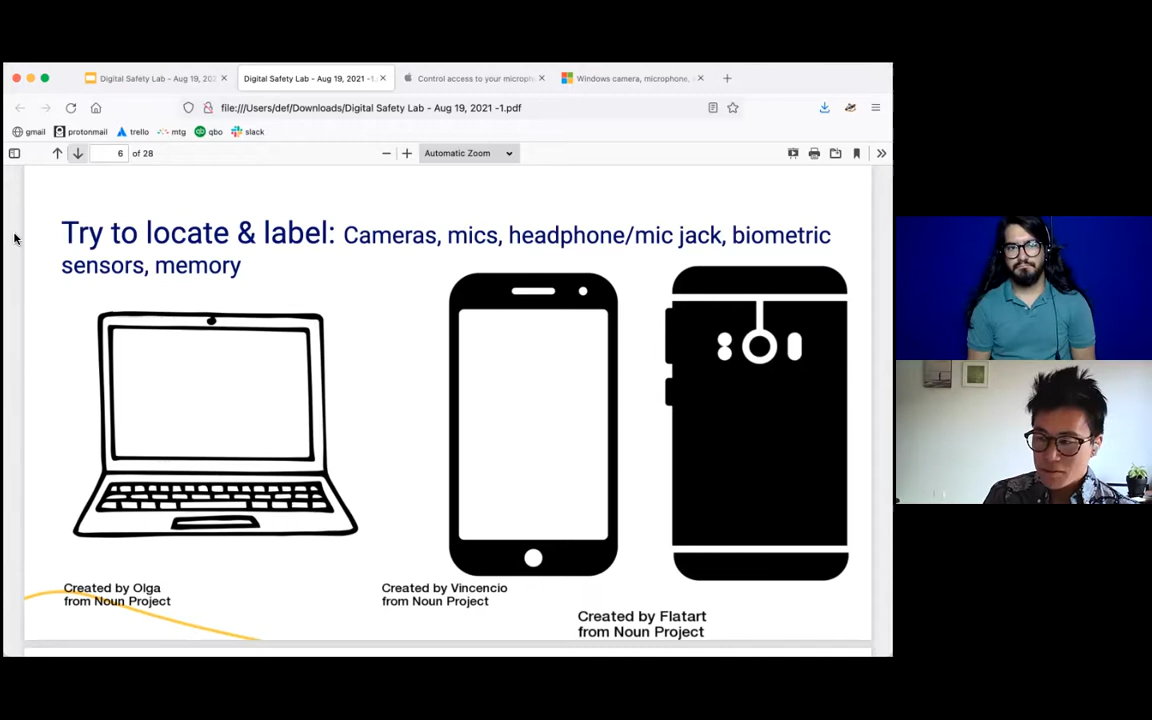 Digital Safety Lab - Aug 19, 202
Digital Safety Lab - Aug 19, 2021 -1.
Control access to your microph
Windows camera, microphone,
file:///Users/def/Downloads/Digital Safety Lab - Aug 19, 2021 -1.pdf
gmail protonmail trello mtg qbo slack
6 of 28
Automatic Zoom
Try to locate & label: Cameras, mics, headphone/mic jack, biometric
sensors, memory
Created by Olga
from Noun Project
Created by Vincencio
from Noun Project
Created by Flatart
from Noun Project